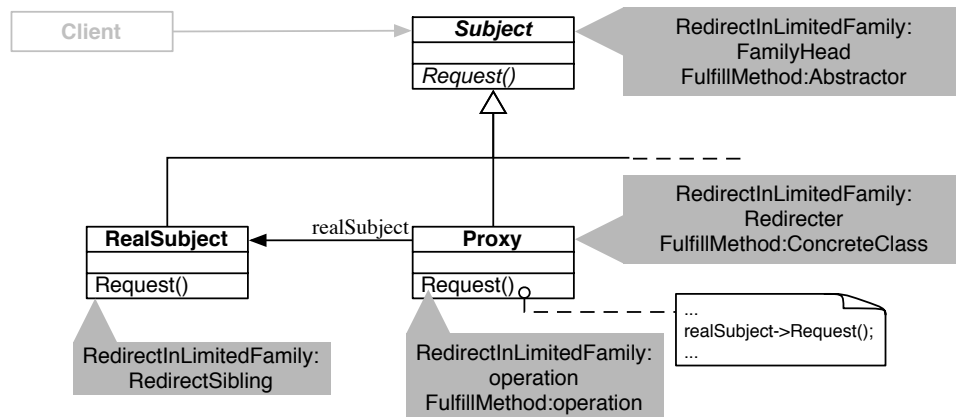 Client
Subject
Request()
RedirectInLimitedFamily:
FamilyHead
FulfillMethod:Abstractor
RealSubject
Request()
realSubject
Proxy
Request()
RedirectInLimitedFamily:
Redirecter
FulfillMethod:ConcreteClass
...
realSubject->Request();
...
RedirectInLimitedFamily:
RedirectSibling
RedirectInLimitedFamily:
operation
FulfillMethod:operation